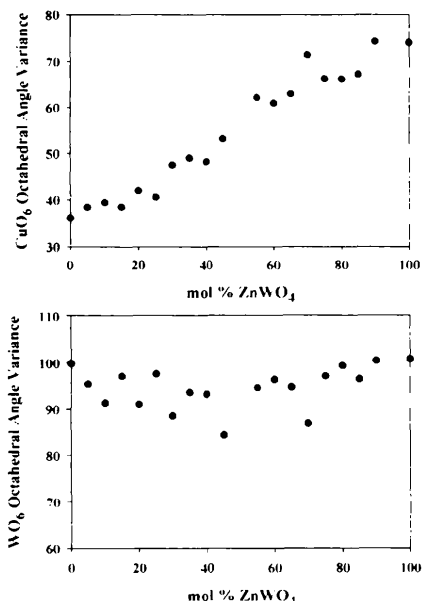 CuO₆ Octahedral Angle Variance
80
70
60
50
40
30
0 20 40 60 80 100
mol % ZnWO₄
WO₆ Octahedral Angle Variance
110
100
90
80
70
60
0 20 40 60 80 100
mol % ZnWO₄